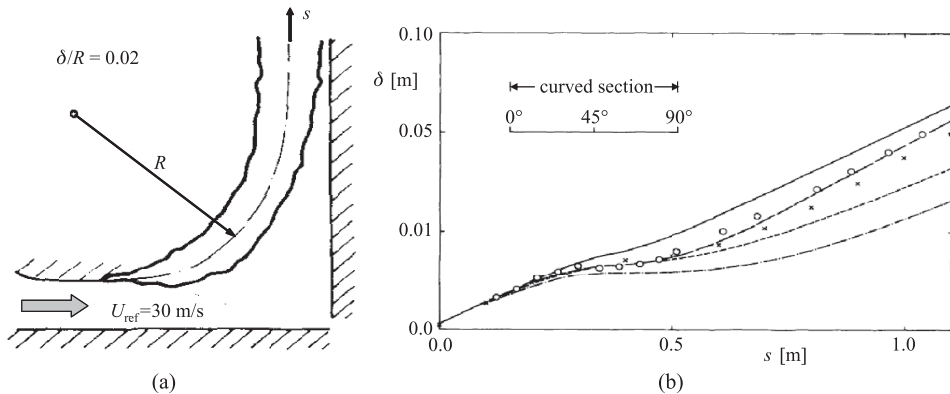 s
δ/R = 0.02
R
U_ref=30 m/s
(a)
0.10
δ [m]
curved section
0° 45° 90°
0.05
0.01
0.0
0.0 0.5 s [m] 1.0
(b)